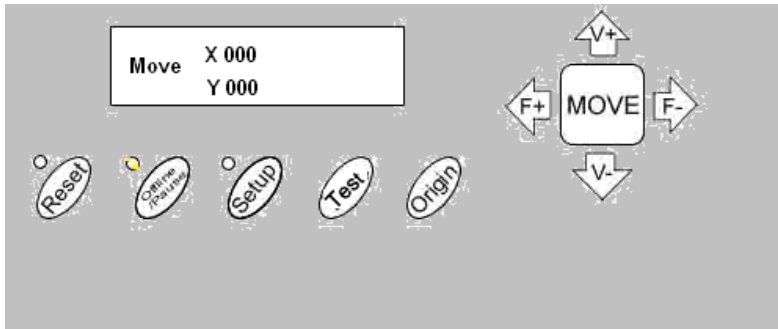 Move X 000
Y 000
V+
F+ MOVE F-
V-
Reset
Offline
/Pause
Setup
Test
Origin